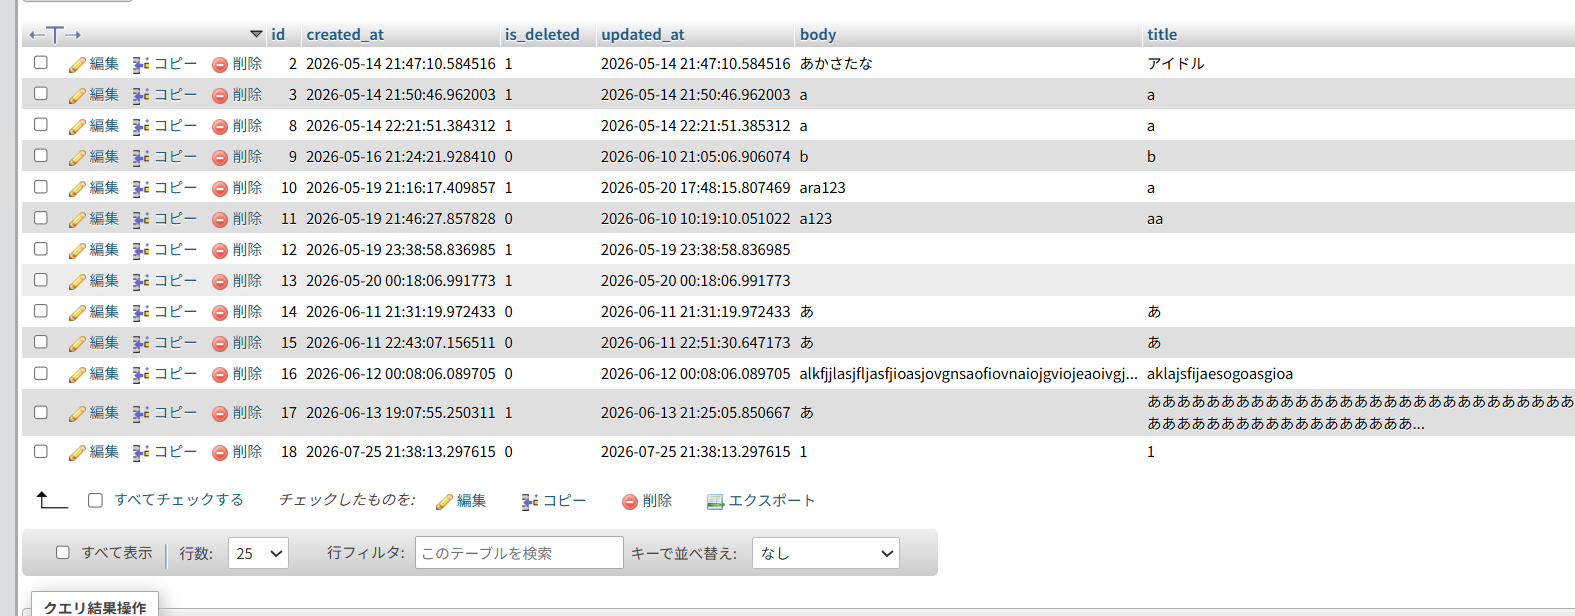 ←T→ id created_at is_deleted updated_at body title
編集 コピー 削除 2 2026-05-14 21:47:10.584516 1 2026-05-14 21:47:10.584516 あかさたな アイドル
編集 コピー 削除 3 2026-05-14 21:50:46.962003 1 2026-05-14 21:50:46.962003 a a
編集 コピー 削除 8 2026-05-14 22:21:51.384312 1 2026-05-14 22:21:51.385312 a a
編集 コピー 削除 9 2026-05-16 21:24:21.928410 0 2026-06-10 21:05:06.906074 b b
編集 コピー 削除 10 2026-05-19 21:16:17.409857 1 2026-05-20 17:48:15.807469 ara123 a
編集 コピー 削除 11 2026-05-19 21:46:27.857828 0 2026-06-10 10:19:10.051022 a123 aa
編集 コピー 削除 12 2026-05-19 23:38:58.836985 1 2026-05-19 23:38:58.836985
編集 コピー 削除 13 2026-05-20 00:18:06.991773 1 2026-05-20 00:18:06.991773
編集 コピー 削除 14 2026-06-11 21:31:19.972433 0 2026-06-11 21:31:19.972433 あ あ
編集 コピー 削除 15 2026-06-11 22:43:07.156511 0 2026-06-11 22:51:30.647173 あ あ
編集 コピー 削除 16 2026-06-12 00:08:06.089705 0 2026-06-12 00:08:06.089705 alkfjjlasjfljasfjioasjovgnsaofiovnaiojgviojeaoivgj... aklajsfijaesogoasgioa
編集 コピー 削除 17 2026-06-13 19:07:55.250311 1 2026-06-13 21:25:05.850667 あ あああああああああああああああああああああああああああああ
ああああああああああああああああああ...
編集 コピー 削除 18 2026-07-25 21:38:13.297615 0 2026-07-25 21:38:13.297615 1 1
すべてチェックする チェックしたものを: 編集 コピー 削除 エクスポート
すべて表示 行数: 25 行フィルタ: このテーブルを検索 キーで並べ替え: なし
クエリ結果操作